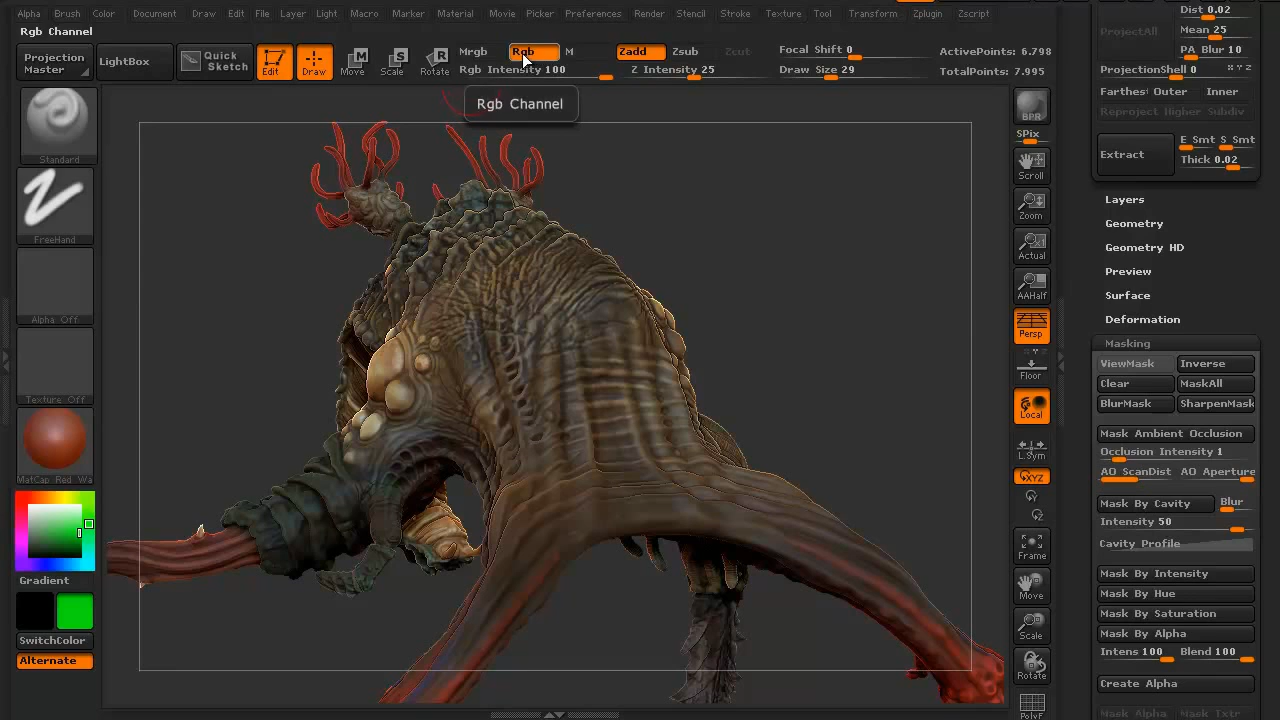 Alpha Brush Color Document Draw Edit File Layer Light Macro Marker Material Movie Picker Preferences Render Stencil Stroke Texture Tool Transform Zplugin Zscript
Rgb Channel
Projection Master
LightBox
Quick Sketch
Edit
Draw
Move
Scale
Rotate
Mrgb Rgb M
Rgb Intensity 100
Zadd Zsub Zcut
Z Intensity 25
Focal Shift 0
Draw Size 29
ActivePoints: 6.798
TotalPoints: 7.995
Rgb Channel
Standard
FreeHand
Alpha Off
Texture Off
MatCap Red Wa
Gradient
SwitchColor
Alternate
BPR
SPix
Scroll
Zoom
Actual
AAHalf
Persp
Floor
Local
L.Sym
XYZ
Frame
Move
Scale
Rotate
PolyF
Dist 0.02
ProjectAll
Mean 25
PA Blur 10
ProjectionShell 0
Farthest Outer Inner
Reproject Higher Subdiv
Extract
E Smt S Smt
Thick 0.02
Layers
Geometry
Geometry HD
Preview
Surface
Deformation
Masking
ViewMask Inverse
Clear MaskAll
BlurMask SharpenMask
Mask Ambient Occlusion
Occlusion Intensity 1
AO ScanDist AO Aperture
Mask By Cavity Blur
Intensity 50
Cavity Profile
Mask By Intensity
Mask By Hue
Mask By Saturation
Mask By Alpha
Intens 100 Blend 100
Create Alpha
Mask Alpha Mask Txtr